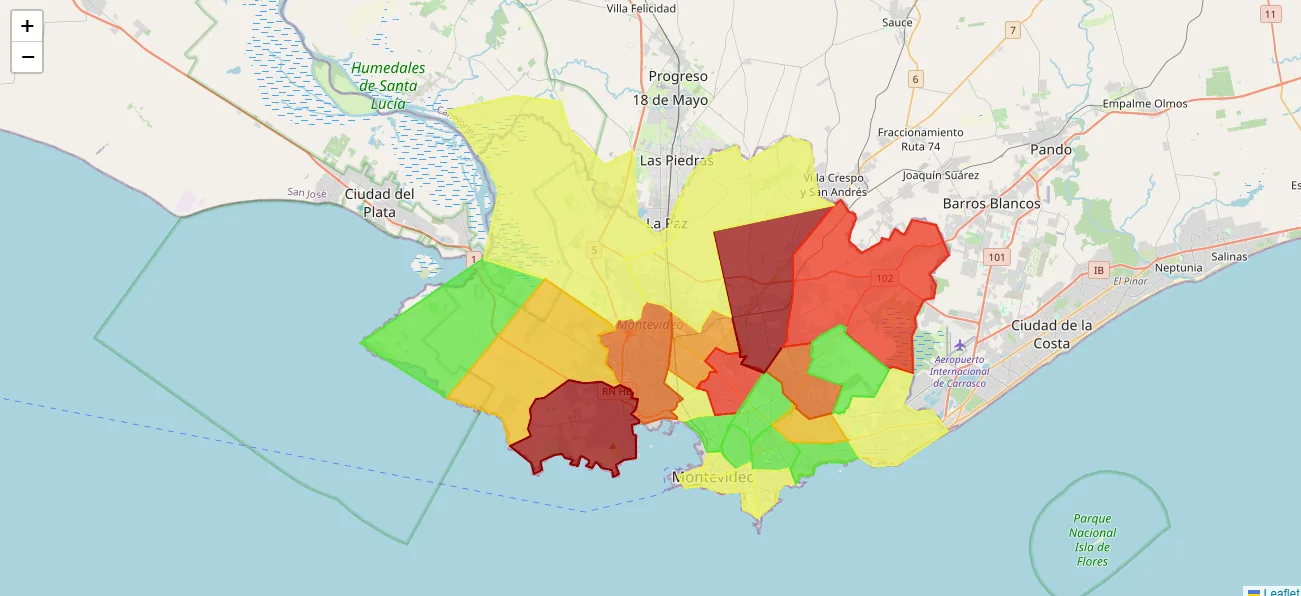 +
−
Villa Felicidad
Sauce
11
7
6
Humedales
de Santa
Lucía
Progreso
18 de Mayo
Empalme Olmos
Fraccionamiento
Ruta 74
Pando
Las Piedras
Joaquín Suárez
Villa Crespo
y San Andrés
San José
Ciudad del
Plata
Barros Blancos
La Paz
5
1
101
IB
102
Salinas
Neptunia
El Pinar
Montevideo
Ciudad de la
Costa
Aeropuerto
Internacional
de Carrasco
Montevideo
Parque
Nacional
Isla de
Flores
Leaflet